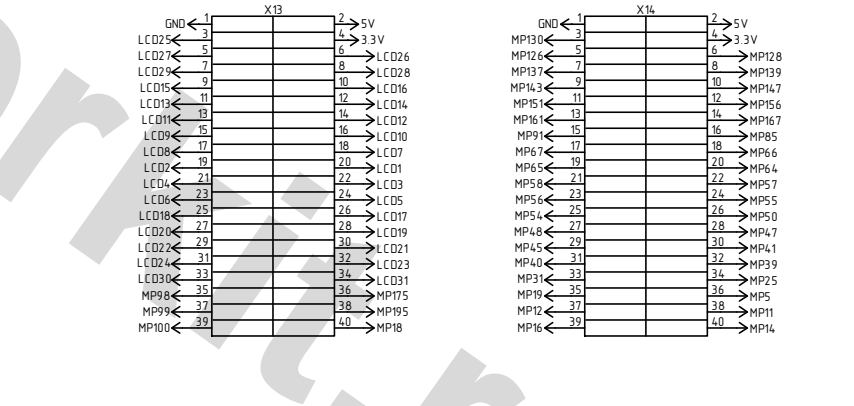 X13
GND 1 2 5V
LCD25 3 4 3.3V
LCD27 5 6 LCD26
LCD29 7 8 LCD28
LCD15 9 10 LCD16
LCD13 11 12 LCD14
LCD11 13 14 LCD12
LCD9 15 16 LCD10
LCD8 17 18 LCD7
LCD2 19 20 LCD1
LCD4 21 22 LCD3
LCD6 23 24 LCD5
LCD18 25 26 LCD17
LCD20 27 28 LCD19
LCD22 29 30 LCD21
LCD24 31 32 LCD23
LCD30 33 34 LCD31
MP98 35 36 MP175
MP99 37 38 MP195
MP100 39 40 MP18
X14
GND 1 2 5V
MP130 3 4 3.3V
MP126 5 6 MP128
MP137 7 8 MP139
MP143 9 10 MP147
MP151 11 12 MP156
MP161 13 14 MP167
MP91 15 16 MP85
MP67 17 18 MP66
MP65 19 20 MP64
MP58 21 22 MP57
MP56 23 24 MP55
MP54 25 26 MP50
MP48 27 28 MP47
MP45 29 30 MP41
MP40 31 32 MP39
MP31 33 34 MP25
MP19 35 36 MP5
MP12 37 38 MP11
MP16 39 40 MP14